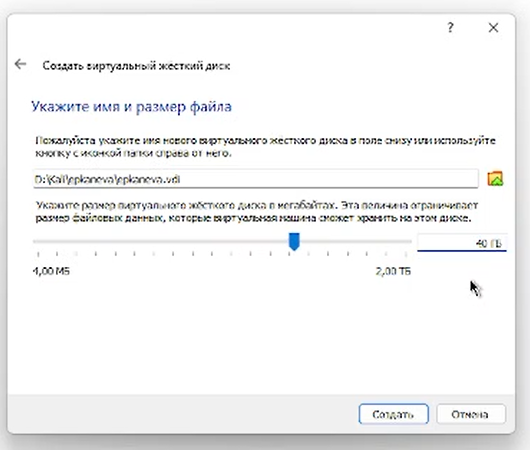 ?
Создать виртуальный жесткий диск
Укажите имя и размер файла
Пожалуйста укажите имя нового виртуального жесткого диска в поле снизу или используйте
кнопку с иконкой папки справа от него.
D:\Kali\epkaneva\epkaneva.vdi
Укажите размер виртуального жёсткого диска в мегабайтах. Эта величина ограничивает
размер файловых данных, которые виртуальная машина сможет хранить на этом диске.
40 ГБ
4,00 МБ 2,00 ТБ
Создать Отмена